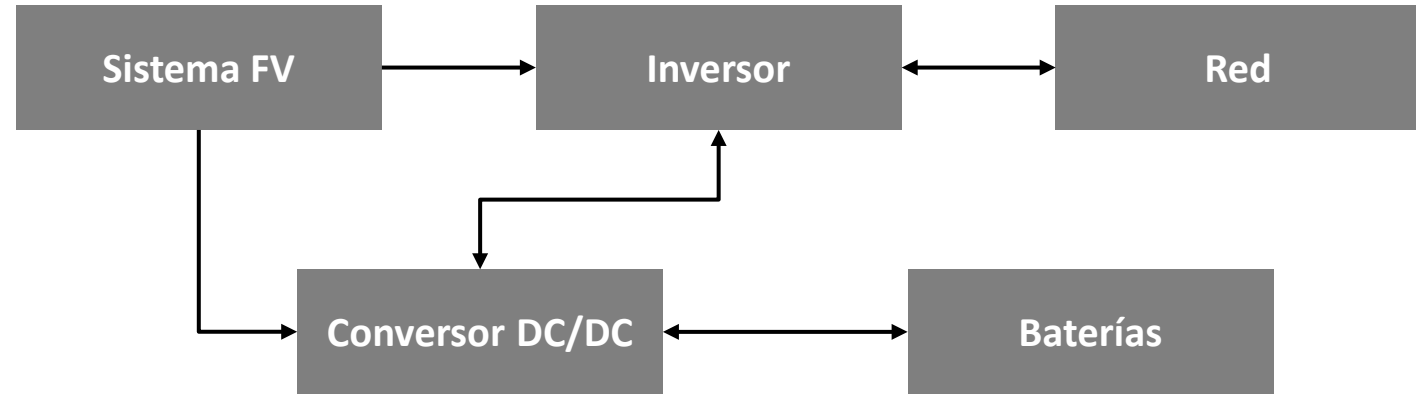 Sistema FV
Inversor
Red
Conversor DC/DC
Baterías